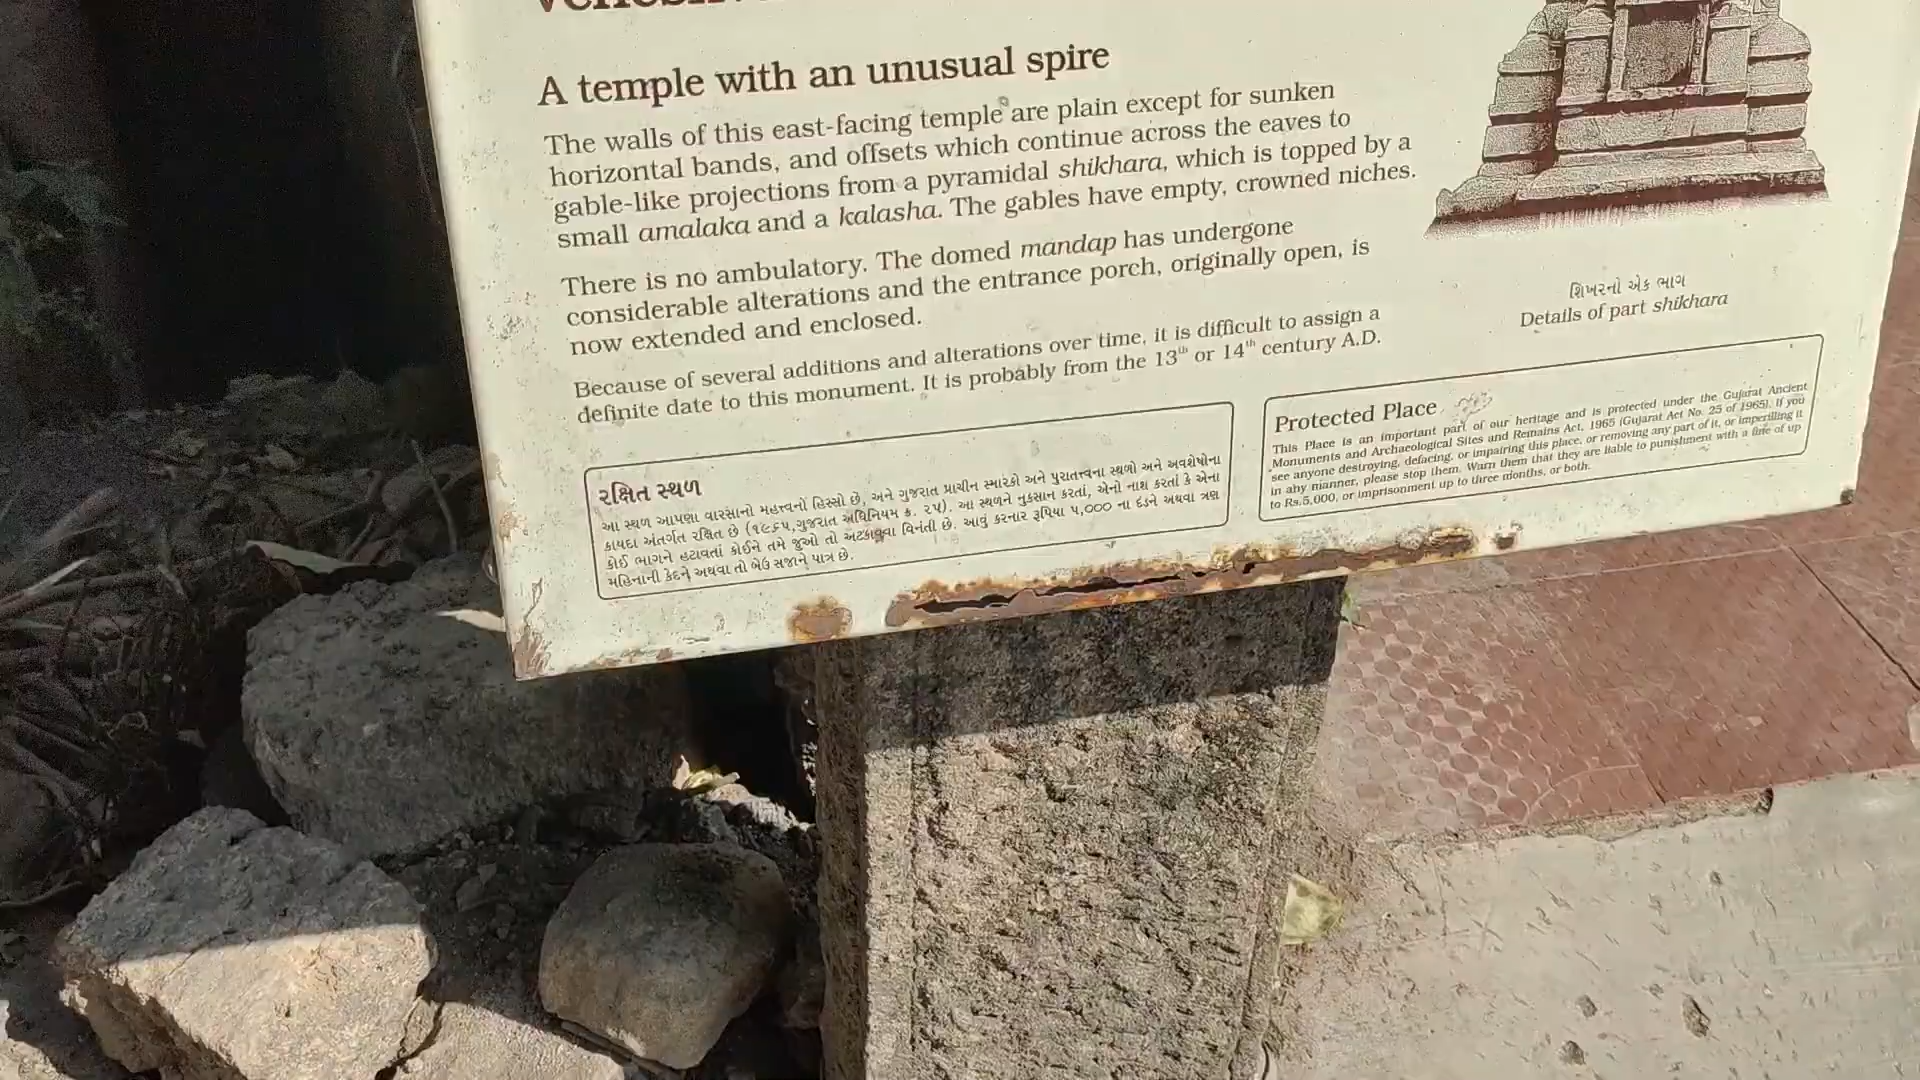 A temple with an unusual spire
The walls of this east-facing temple are plain except for sunken
horizontal bands, and offsets which continue across the eaves to
gable-like projections from a pyramidal shikhara, which is topped by a
small amalaka and a kalasha. The gables have empty, crowned niches.
There is no ambulatory. The domed mandap has undergone
considerable alterations and the entrance porch, originally open, is
now extended and enclosed.
Because of several additions and alterations over time, it is difficult to assign a
definite date to this monument. It is probably from the 13th or 14th century A.D.
શિખરનો એક ભાગ
Details of part shikhara
રક્ષિત સ્થળ
આ સ્થળ આપણા વારસાનો મહત્ત્વનો હિસ્સો છે, અને ગુજરાત પ્રાચીન સ્મારકો અને પુરાતત્ત્વના સ્થળો અને અવશેષોના
કાયદા અંતર્ગત રક્ષિત છે (૧૯૬૫,ગુજરાત અધિનિયમ ક્ર. ૨૫). આ સ્થળને નુકસાન કરતાં, એનો નાશ કરતાં કે એના
કોઈ ભાગને હટાવતાં કોઈને તમે જુઓ તો અટકાવવા વિનંતી છે. આવું કરનાર રૂપિયા ૫,૦૦૦ ના દંડને અથવા ત્રણ
મહિનાની કેદને અથવા તો બેઉ સજાને પાત્ર છે.
Protected Place
This Place is an important part of our heritage and is protected under the Gujarat Ancient
Monuments and Archaeological Sites and Remains Act, 1965 (Gujarat Act No. 25 of 1965). If you
see anyone destroying, defacing, or impairing this place, or removing any part of it, or imperilling it
in any manner, please stop them. Warn them that they are liable to punishment with a fine of up
to Rs.5,000, or imprisonment up to three months, or both.